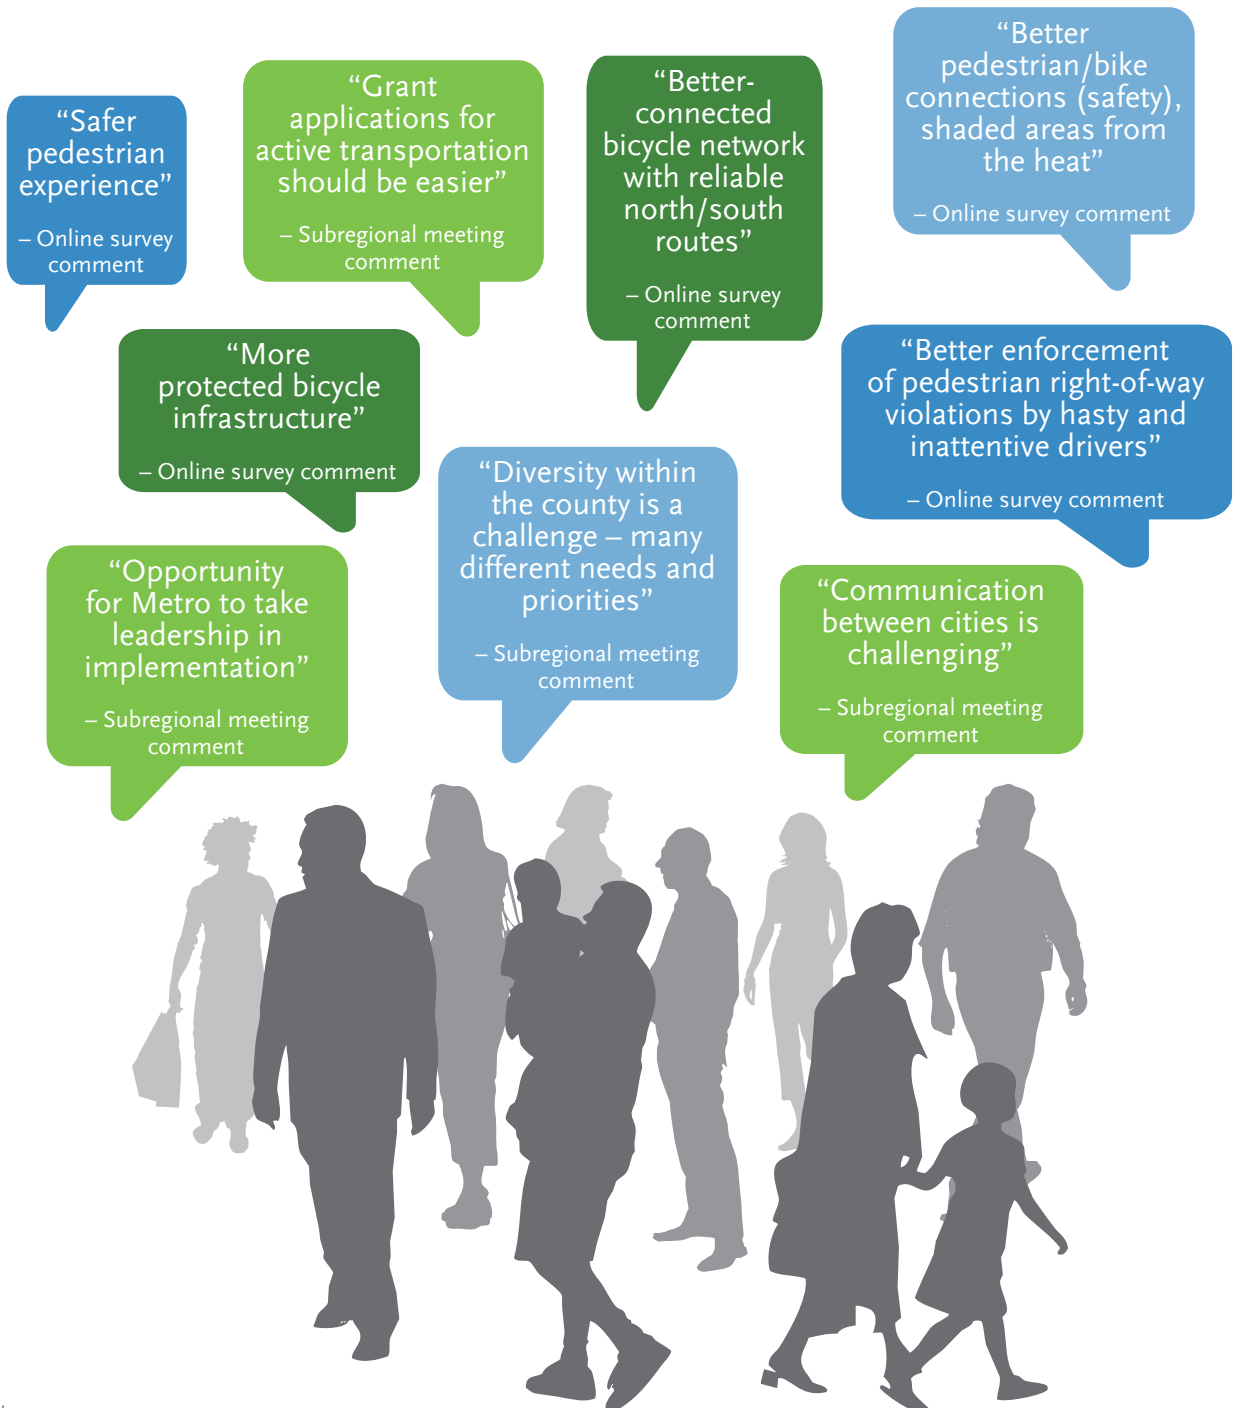 “Safer
pedestrian
experience”
– Online survey
comment
“Grant
applications for
active transportation
should be easier”
– Subregional meeting
comment
“Better-
connected
bicycle network
with reliable
north/south
routes”
– Online survey
comment
“Better
pedestrian/bike
connections (safety),
shaded areas from
the heat”
– Online survey comment
“More
protected bicycle
infrastructure”
– Online survey comment
“Better enforcement
of pedestrian right-of-way
violations by hasty and
inattentive drivers”
– Online survey comment
“Diversity within
the county is a
challenge – many
different needs and
priorities”
– Subregional meeting
comment
“Opportunity
for Metro to take
leadership in
implementation”
– Subregional meeting
comment
“Communication
between cities is
challenging”
– Subregional meeting
comment